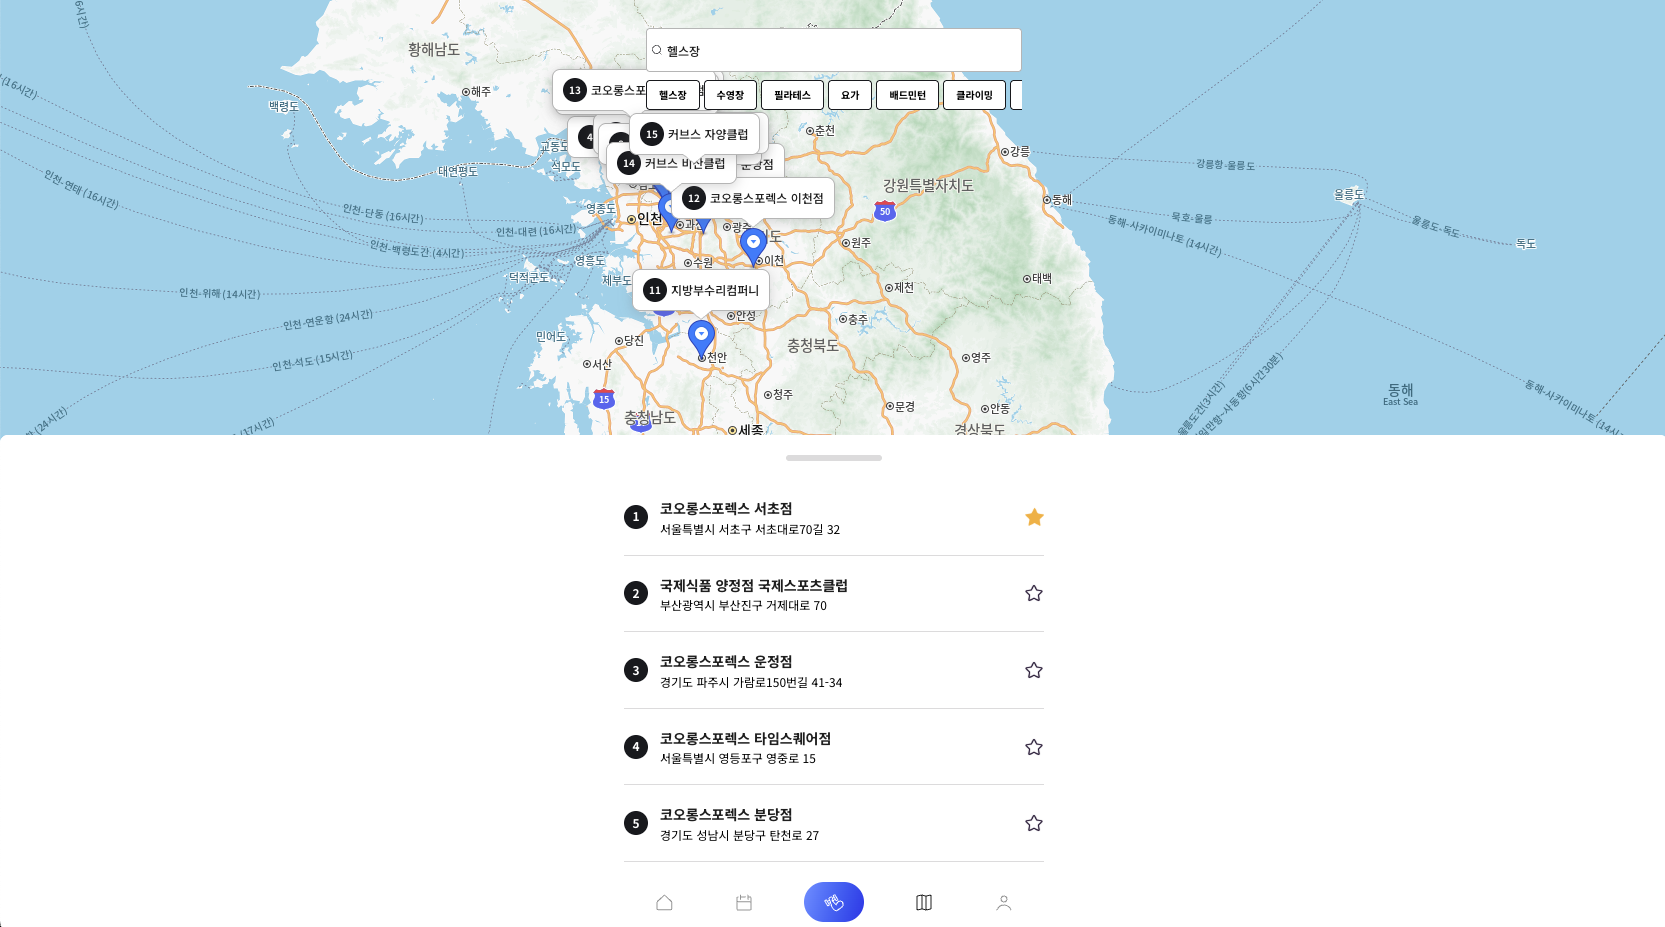 헬스장
헬스장
수영장
필라테스
요가
배드민턴
클라이밍
13 코오롱스포
4
15 커브스 자양클럽
14 커브스 비산클럽
12 코오롱스포렉스 이천점
11 지방부수리컴퍼니
황해남도
해주
백령도
교동도
석모도
대연평도
영종도
인천
과천
광주
수원
이천
영흥도
덕적군도
제부도
민어도
당진
서산
안성
천안
15
충청남도
세종
청주
충청북도
충주
제천
원주
춘천
강원특별자치도
50
강릉
동해
태백
영주
문경
안동
경상북도
울릉도
독도
동해
East Sea
(16시간)
6시간)
인천-연태 (16시간)
인천-단동 (16시간)
인천-대련 (16시간)
인천-백령도간 (4시간)
인천-위해 (14시간)
인천-연운항 (24시간)
인천-석도 (15시간)
(24시간)
(17시간)
강릉항-울릉도
묵호-울릉
동해-사카이미나토 (14시간)
울릉도-독도
울릉도간(3시간)
사동항(6시간30분)
동해-사카이미나토 (14시
1 코오롱스포렉스 서초점
서울특별시 서초구 서초대로70길 32
2 국제식품 양정점 국제스포츠클럽
부산광역시 부산진구 거제대로 70
3 코오롱스포렉스 운정점
경기도 파주시 가람로150번길 41-34
4 코오롱스포렉스 타임스퀘어점
서울특별시 영등포구 영중로 15
5 코오롱스포렉스 분당점
경기도 성남시 분당구 탄천로 27